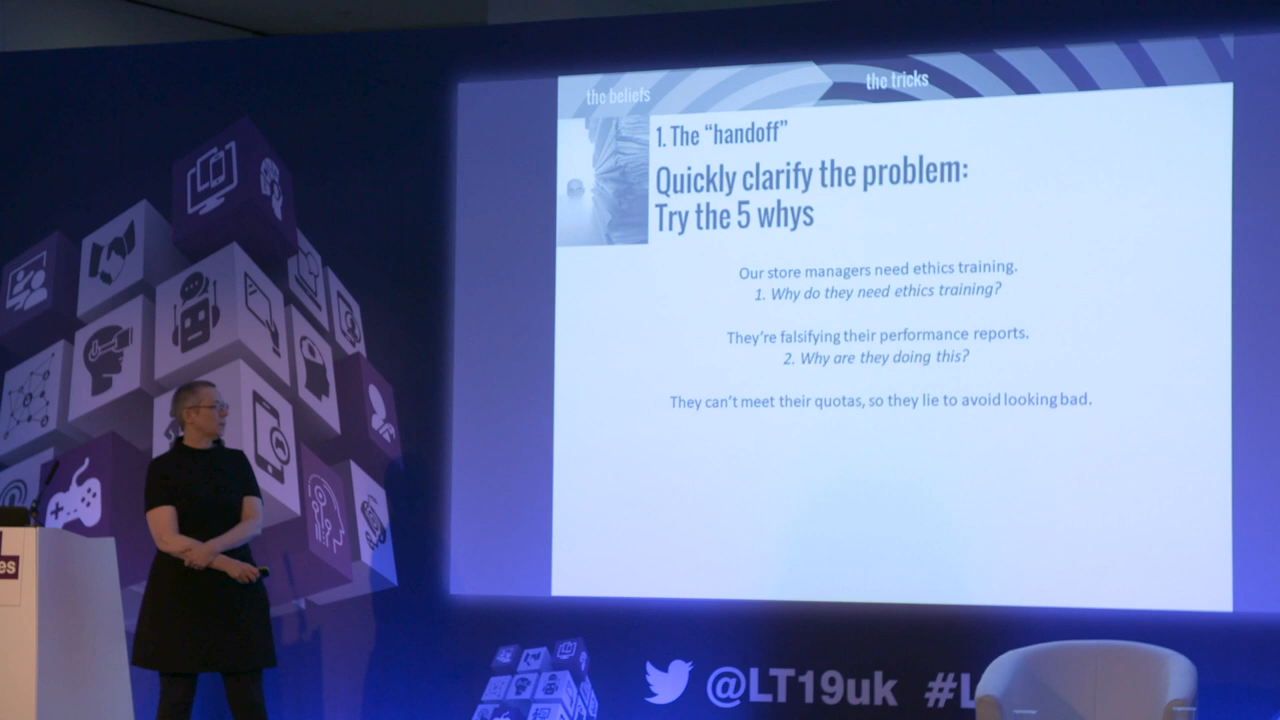 the beliefs
the tricks
1. The “handoff”
Quickly clarify the problem:
Try the 5 whys
Our store managers need ethics training.
1. Why do they need ethics training?
They’re falsifying their performance reports.
2. Why are they doing this?
They can’t meet their quotas, so they lie to avoid looking bad.
es
@LT19uk #L